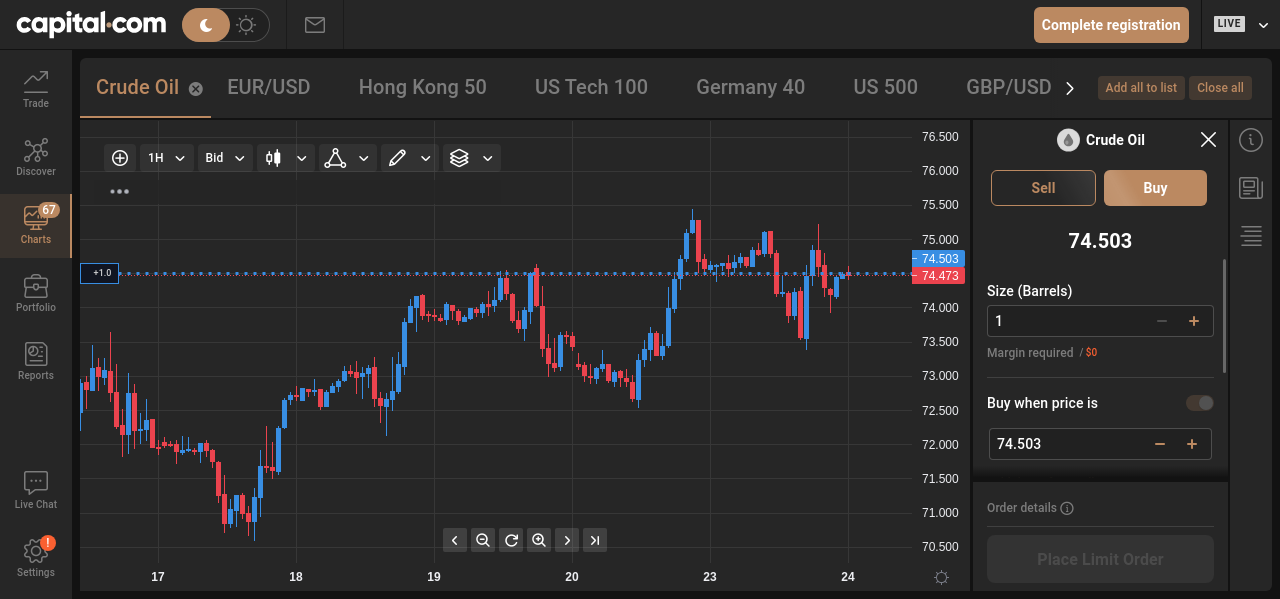 capital.com
Complete registration
LIVE
Trade
Discover
67
Charts
Portfolio
Reports
Live Chat
!
Settings
Crude Oil EUR/USD Hong Kong 50 US Tech 100 Germany 40 US 500 GBP/USD
Add all to list Close all
1H Bid
+1.0
76.500
76.000
75.500
75.000
74.503
74.473
74.000
73.500
73.000
72.500
72.000
71.500
71.000
70.500
17 18 19 20 23 24
Crude Oil
Sell Buy
74.503
Size (Barrels)
1
Margin required / $0
Buy when price is
74.503
Order details
Place Limit Order